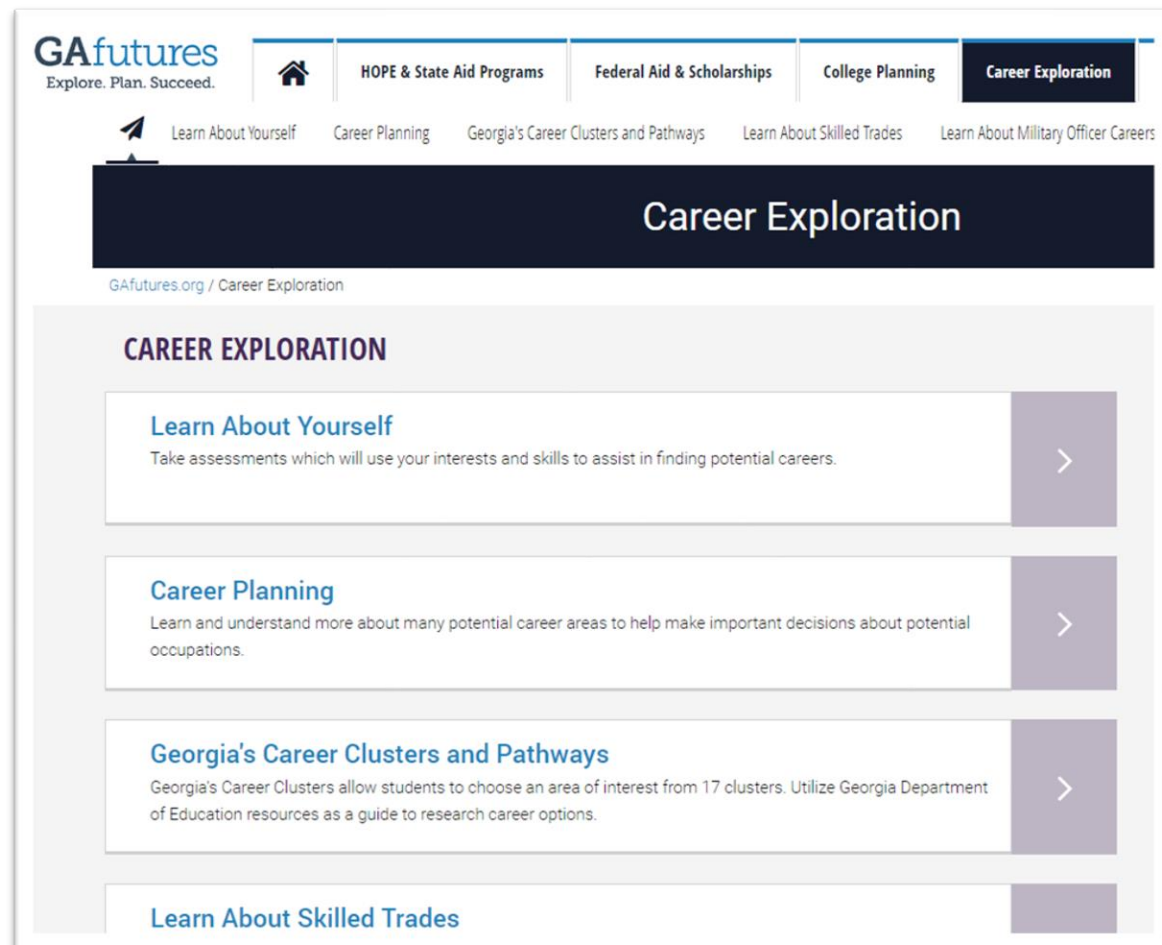 GAfutures
Explore. Plan. Succeed.
HOPE & State Aid Programs
Federal Aid & Scholarships
College Planning
Career Exploration
Learn About Yourself
Career Planning
Georgia's Career Clusters and Pathways
Learn About Skilled Trades
Learn About Military Officer Careers
Career Exploration
GAfutures.org / Career Exploration
CAREER EXPLORATION
Learn About Yourself
Take assessments which will use your interests and skills to assist in finding potential careers.
Career Planning
Learn and understand more about many potential career areas to help make important decisions about potential
occupations.
Georgia's Career Clusters and Pathways
Georgia's Career Clusters allow students to choose an area of interest from 17 clusters. Utilize Georgia Department
of Education resources as a guide to research career options.
Learn About Skilled Trades